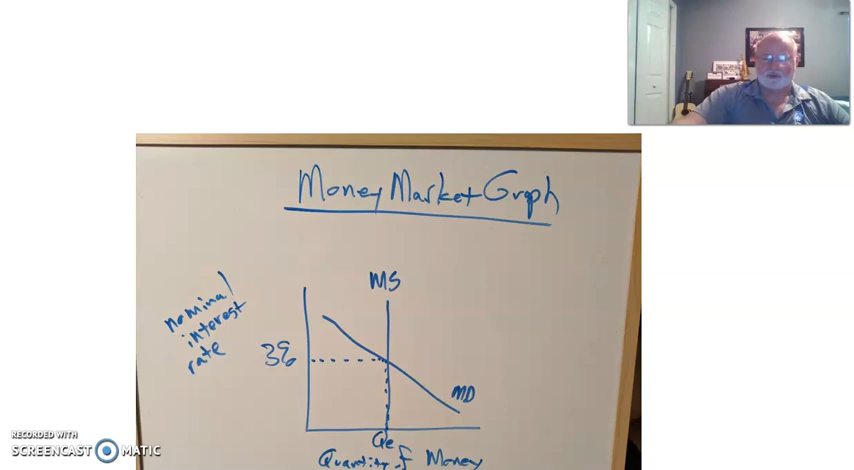 Money Market Graph
MS
nominal
interest
rate
3%
MD
Qe
Quantity of Money
RECORDED WITH
SCREENCAST MATIC